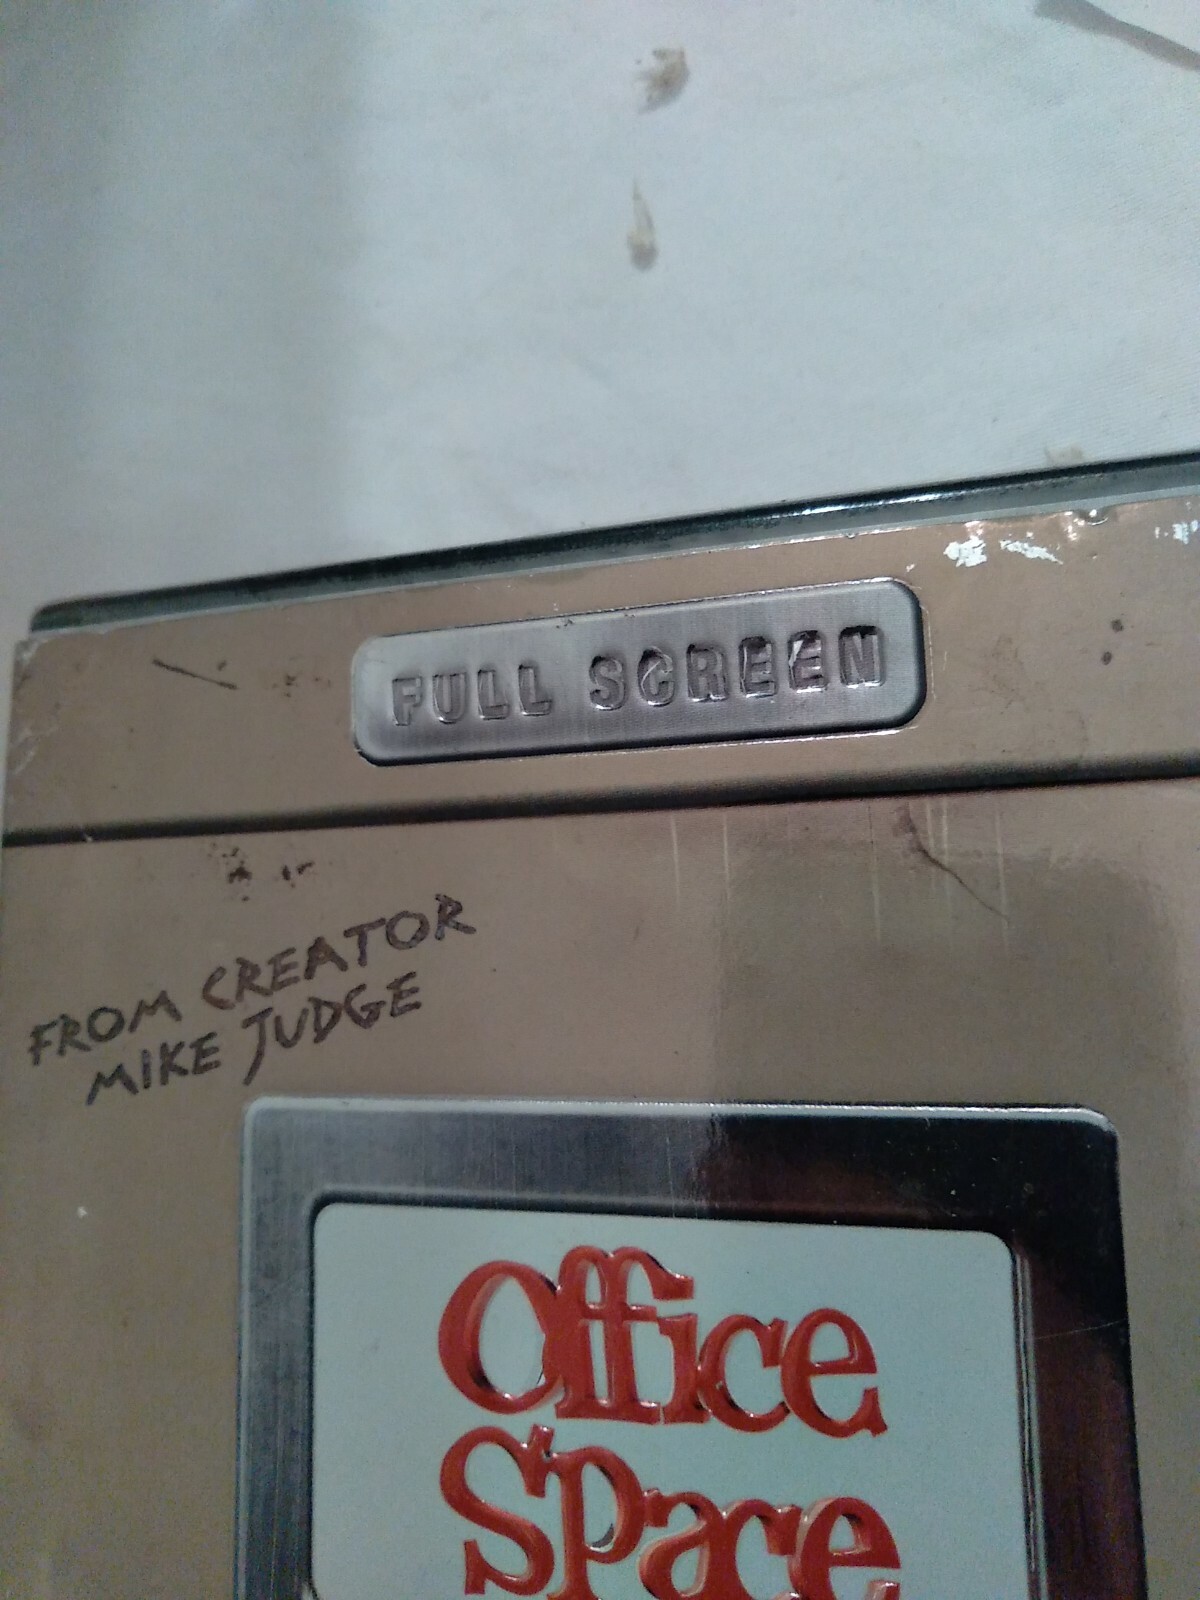 FULL SCREEN
FROM CREATOR
MIKE JUDGE
Office
Space